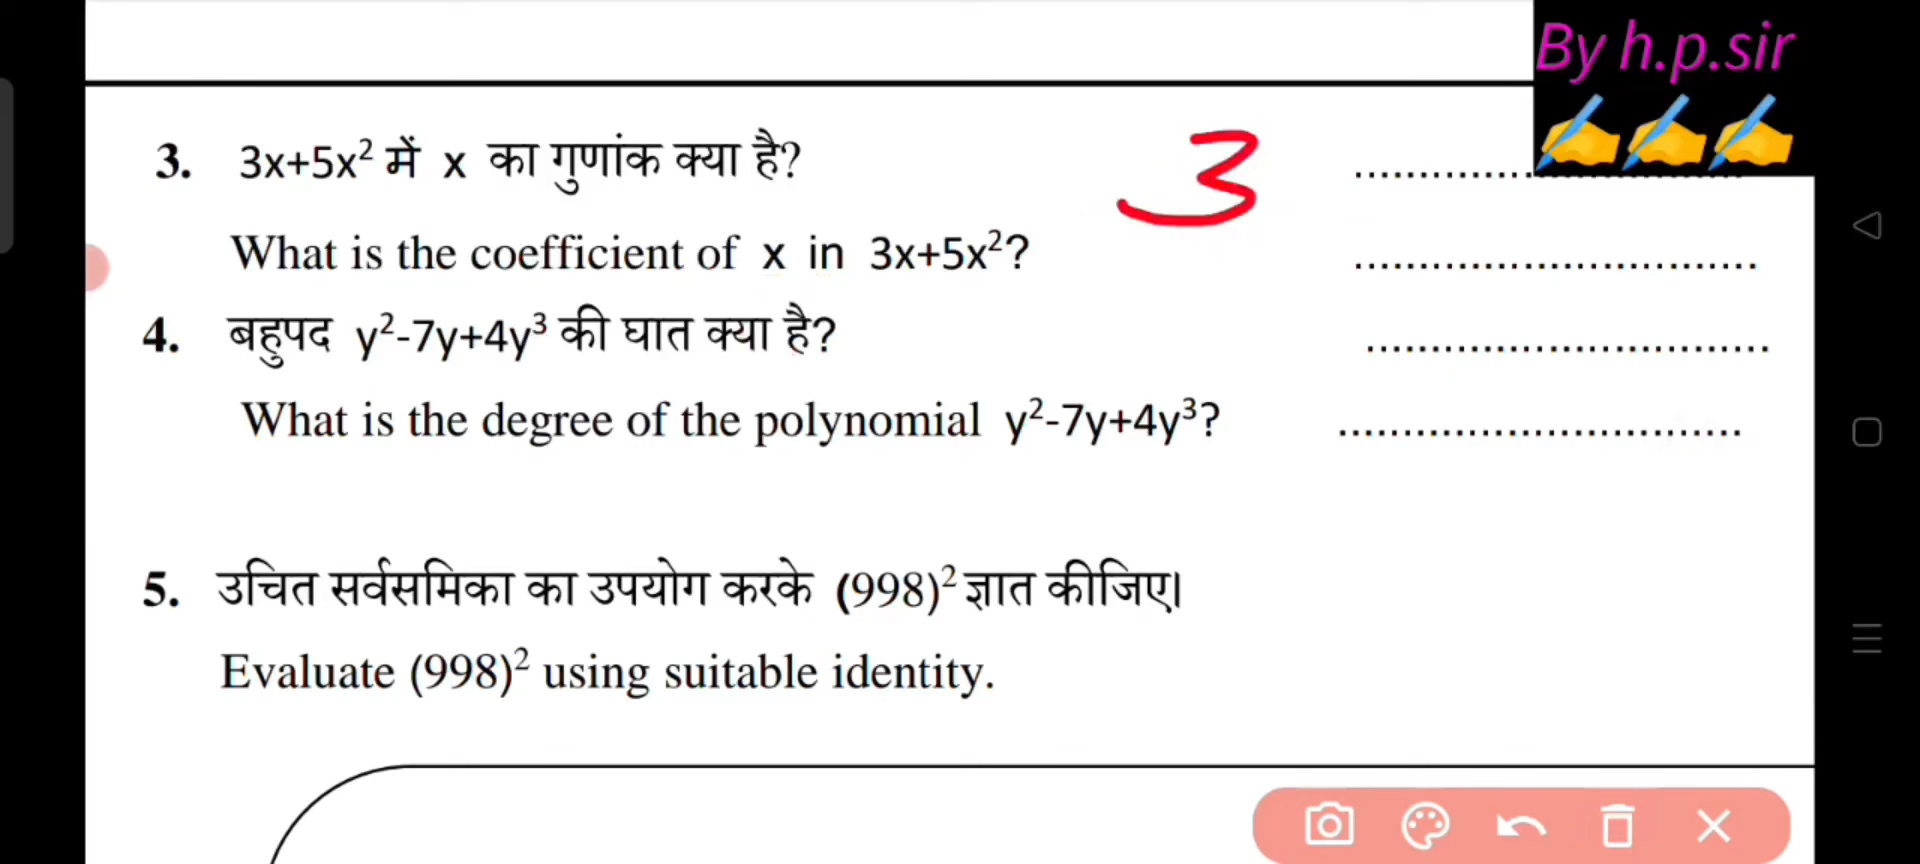 By h.p.sir
3. 3x+5x² में x का गुणांक क्या है? 3 ..............................
What is the coefficient of x in 3x+5x²? ...............................
4. बहुपद y²-7y+4y³ की घात क्या है? ...............................
What is the degree of the polynomial y²-7y+4y³? ...............................
5. उचित सर्वसमिका का उपयोग करके (998)² ज्ञात कीजिए।
Evaluate (998)² using suitable identity.